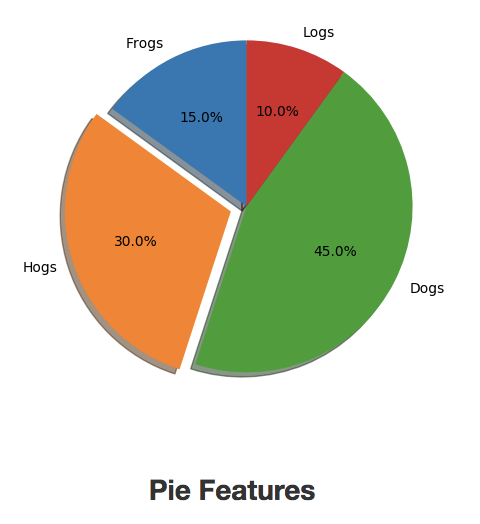 Logs
Frogs
10.0%
15.0%
30.0%
45.0%
Hogs
Dogs
Pie Features